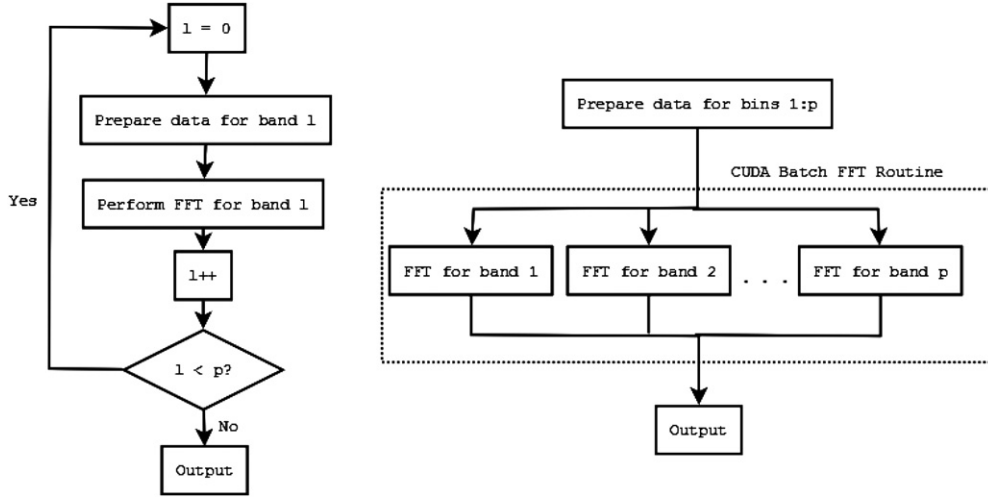 l = 0
Prepare data for band l
Yes
Perform FFT for band l
l++
l < p?
No
Output
Prepare data for bins 1:p
CUDA Batch FFT Routine
FFT for band 1
FFT for band 2
. . .
FFT for band p
Output